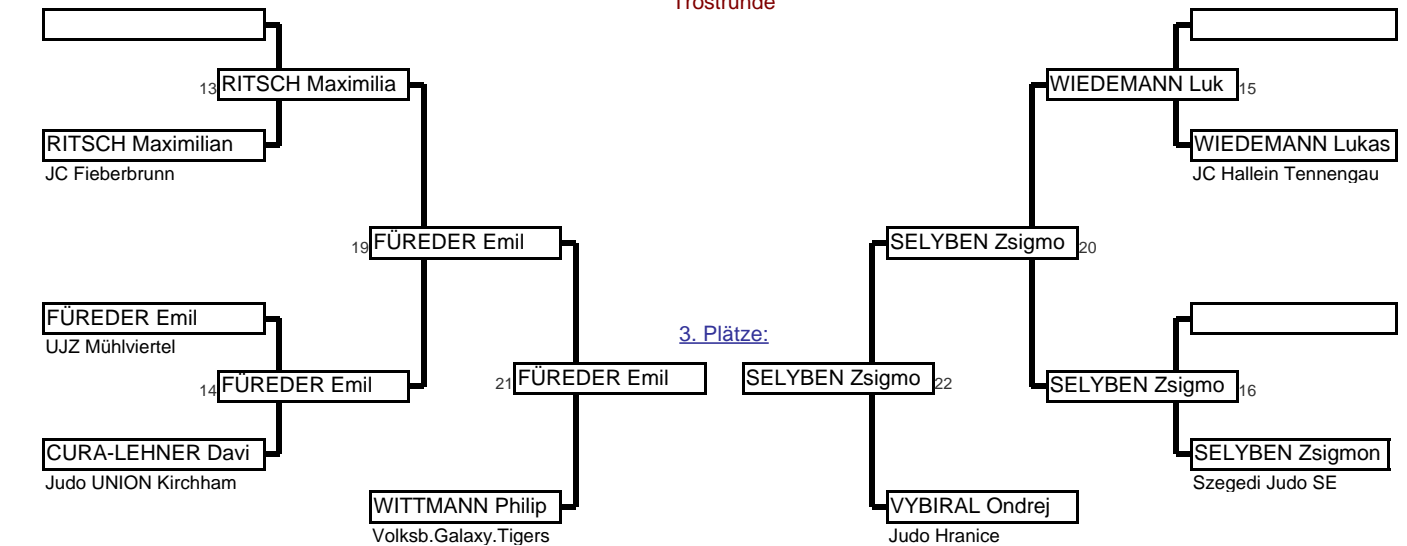 Trostrunde
13 RITSCH Maximilia
WIEDEMANN Luk 15
RITSCH Maximilian
JC Fieberbrunn
WIEDEMANN Lukas
JC Hallein Tennengau
19 FÜREDER Emil
SELYBEN Zsigmo 20
FÜREDER Emil
UJZ Mühlviertel
3. Plätze:
14 FÜREDER Emil
21 FÜREDER Emil
SELYBEN Zsigmo 22
SELYBEN Zsigmo 16
CURA-LEHNER Davi
Judo UNION Kirchham
SELYBEN Zsigmon
Szegedi Judo SE
WITTMANN Philip
Volksb.Galaxy.Tigers
VYBIRAL Ondrej
Judo Hranice